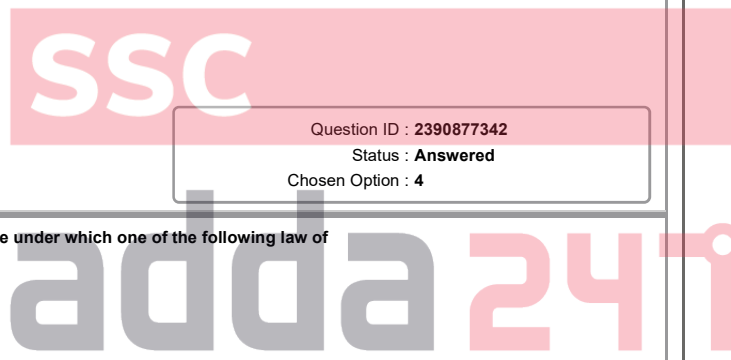 SSC
Question ID : 2390877342
Status : Answered
Chosen Option : 4
e under which one of the following law of
adda 247